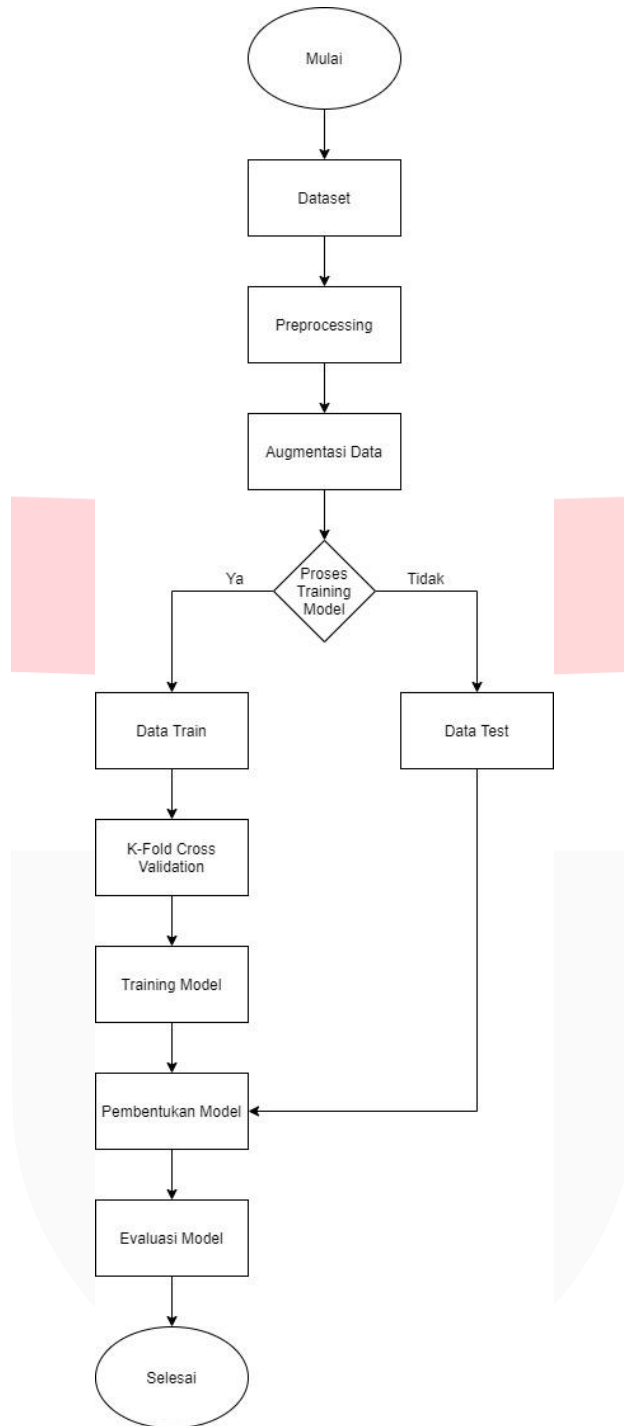 Mulai
Dataset
Preprocessing
Augmentasi Data
Proses
Training
Model
Ya
Tidak
Data Train
Data Test
K-Fold Cross
Validation
Training Model
Pembentukan Model
Evaluasi Model
Selesai